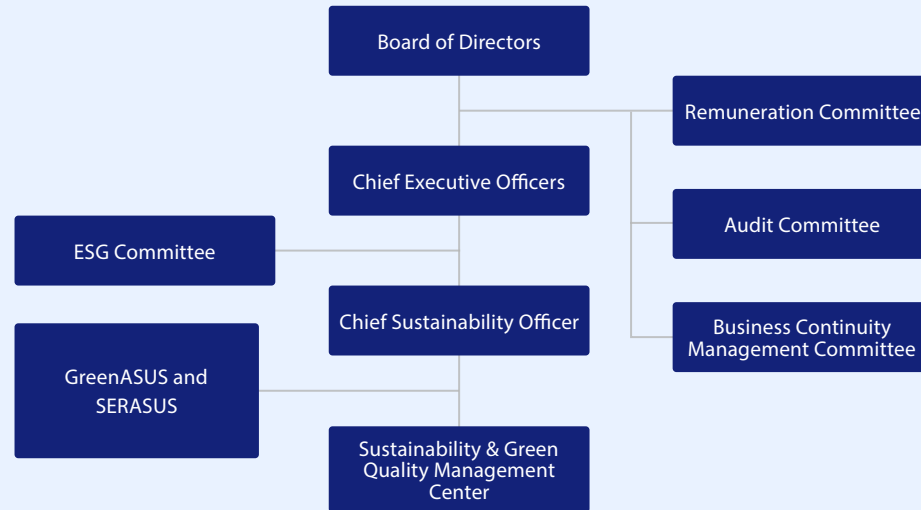 Board of Directors
Remuneration Committee
Chief Executive Officers
Audit Committee
ESG Committee
Chief Sustainability Officer
Business Continuity
Management Committee
GreenASUS and
SERASUS
Sustainability & Green
Quality Management
Center